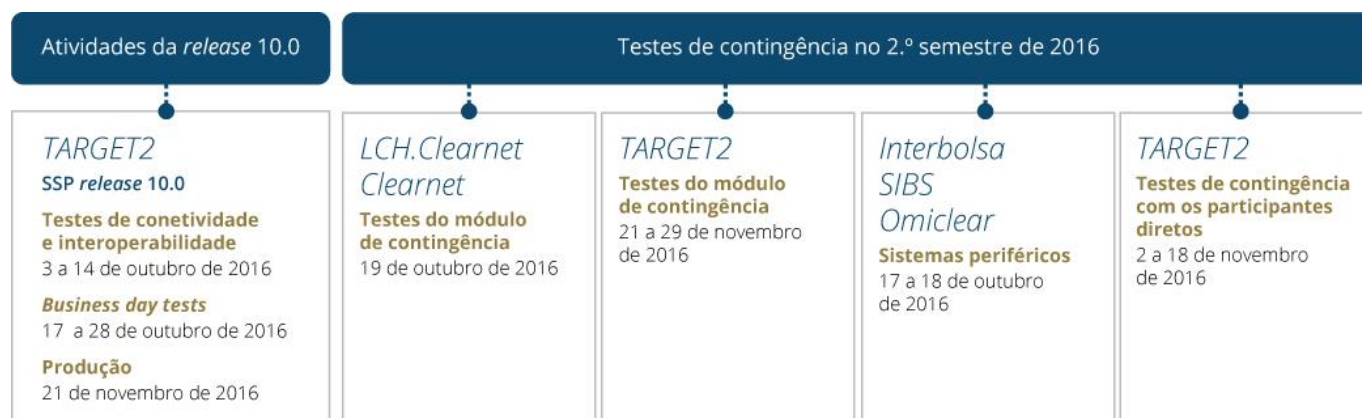 Atividades da release 10.0
Testes de contingência no 2.º semestre de 2016
TARGET2
SSP release 10.0
Testes de conetividade
e interoperabilidade
3 a 14 de outubro de 2016
Business day tests
17 a 28 de outubro de 2016
Produção
21 de novembro de 2016
LCH.Clearnet
Clearnet
Testes do módulo
de contingência
19 de outubro de 2016
TARGET2
Testes do módulo
de contingência
21 a 29 de novembro
de 2016
Interbolsa
SIBS
Omiclear
Sistemas periféricos
17 a 18 de outubro
de 2016
TARGET2
Testes de contingência
com os participantes
diretos
2 a 18 de novembro
de 2016